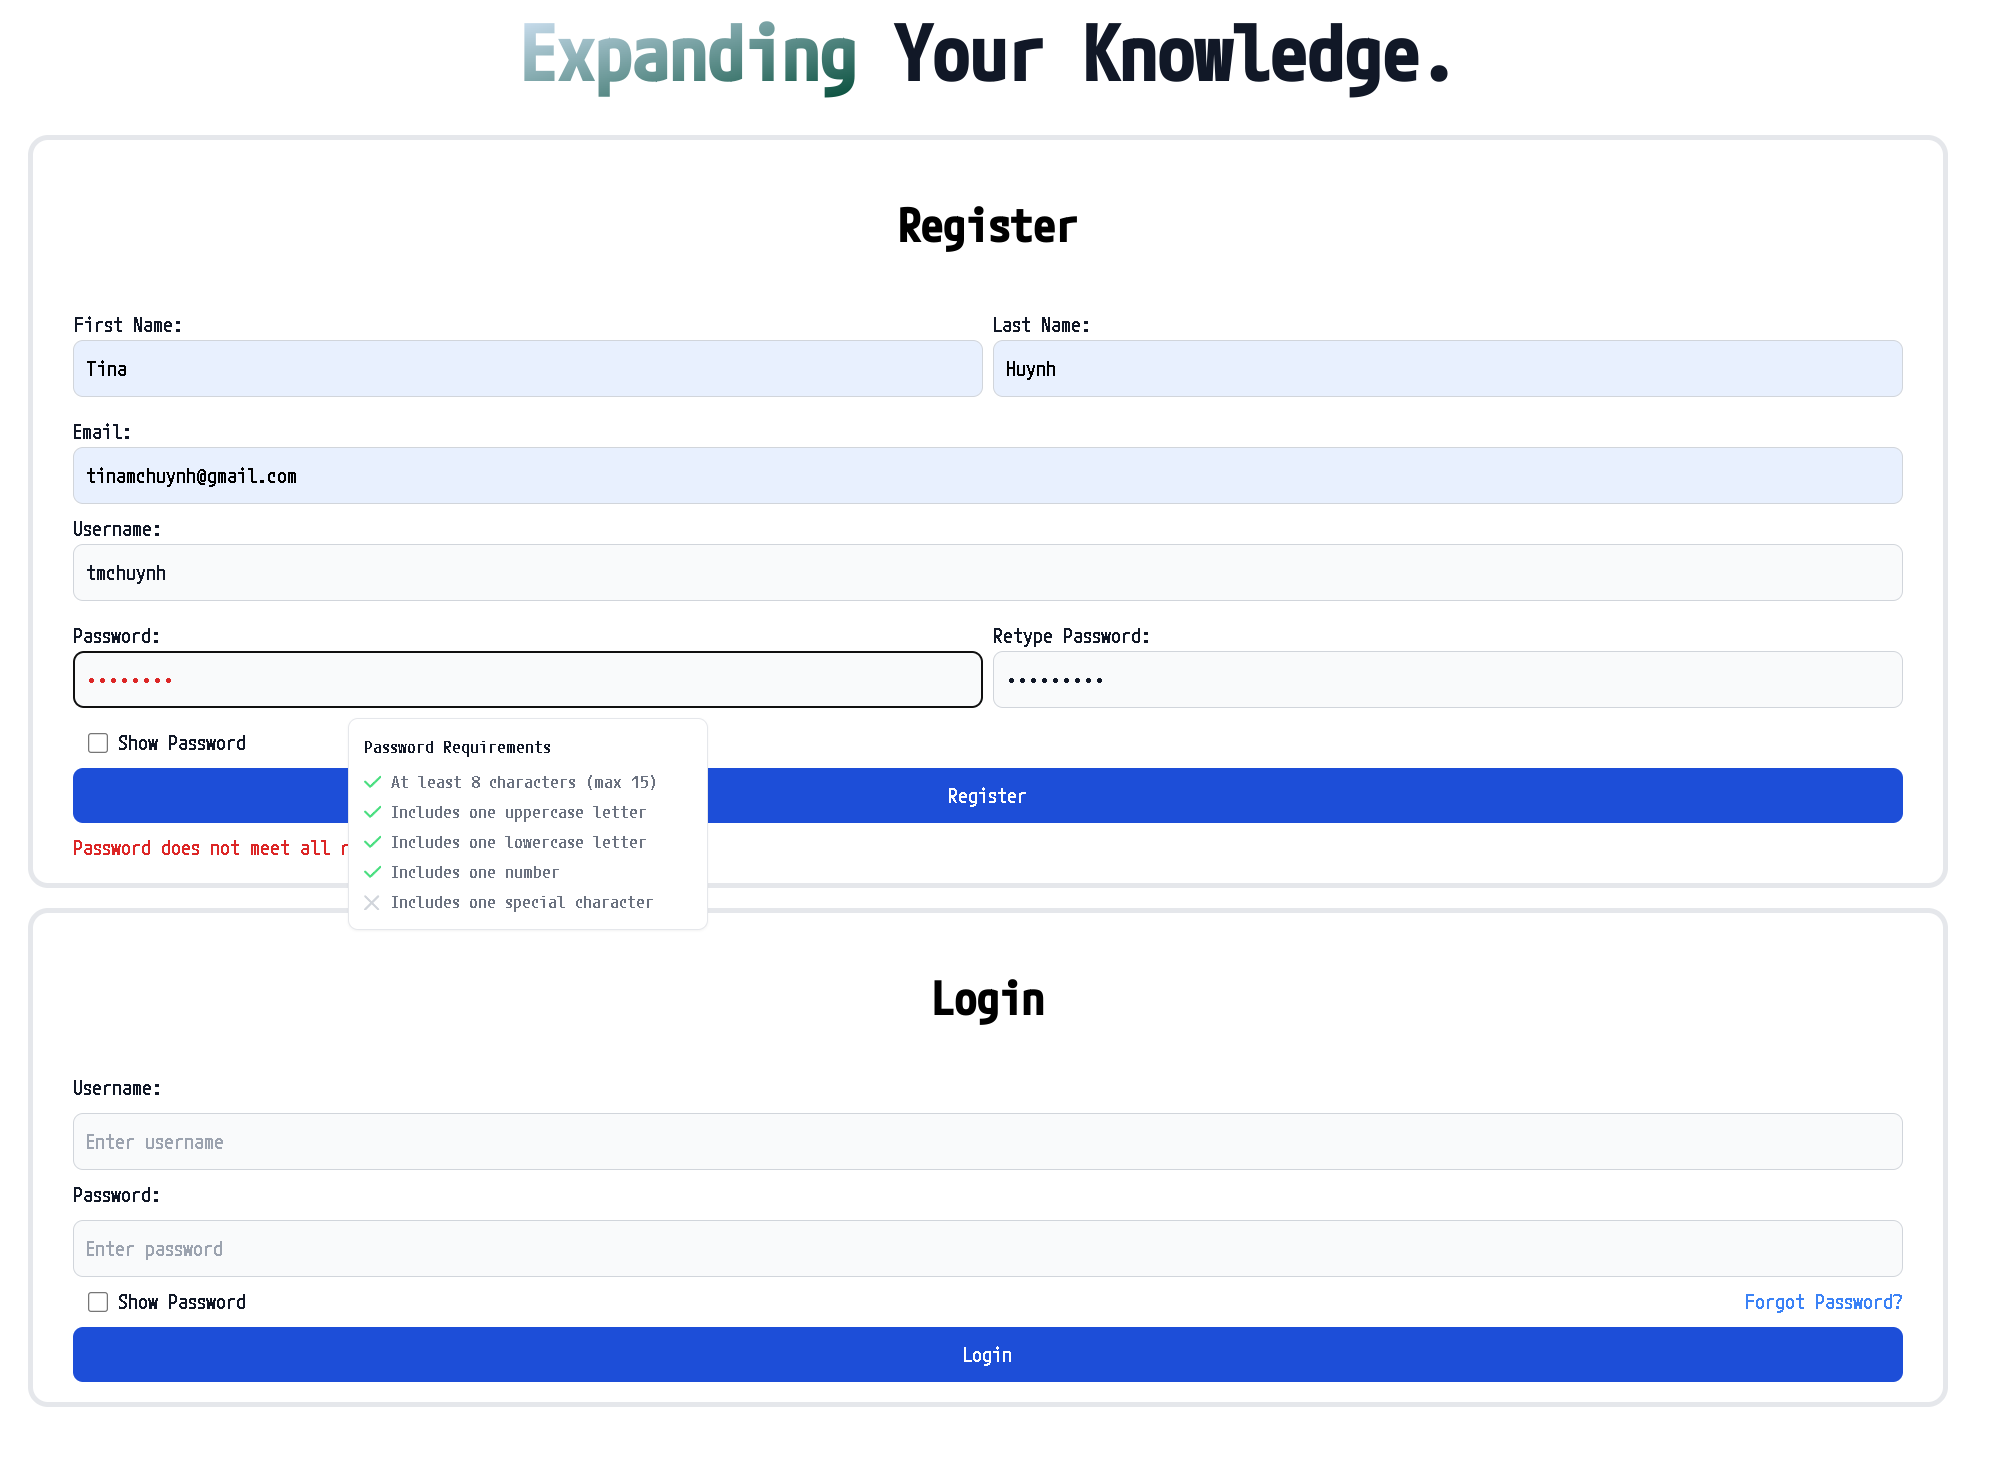 Expanding Your Knowledge.
Register
First Name: Last Name:
Tina Huynh
Email:
tinamchuynh@gmail.com
Username:
tmchuynh
Password: Retype Password:
•••••••• •••••••••
Show Password
Password Requirements
At least 8 characters (max 15)
Register
Includes one uppercase letter
Includes one lowercase letter
Password does not meet all
Includes one number
Includes one special character
Login
Username:
Enter username
Password:
Enter password
Show Password Forgot Password?
Login